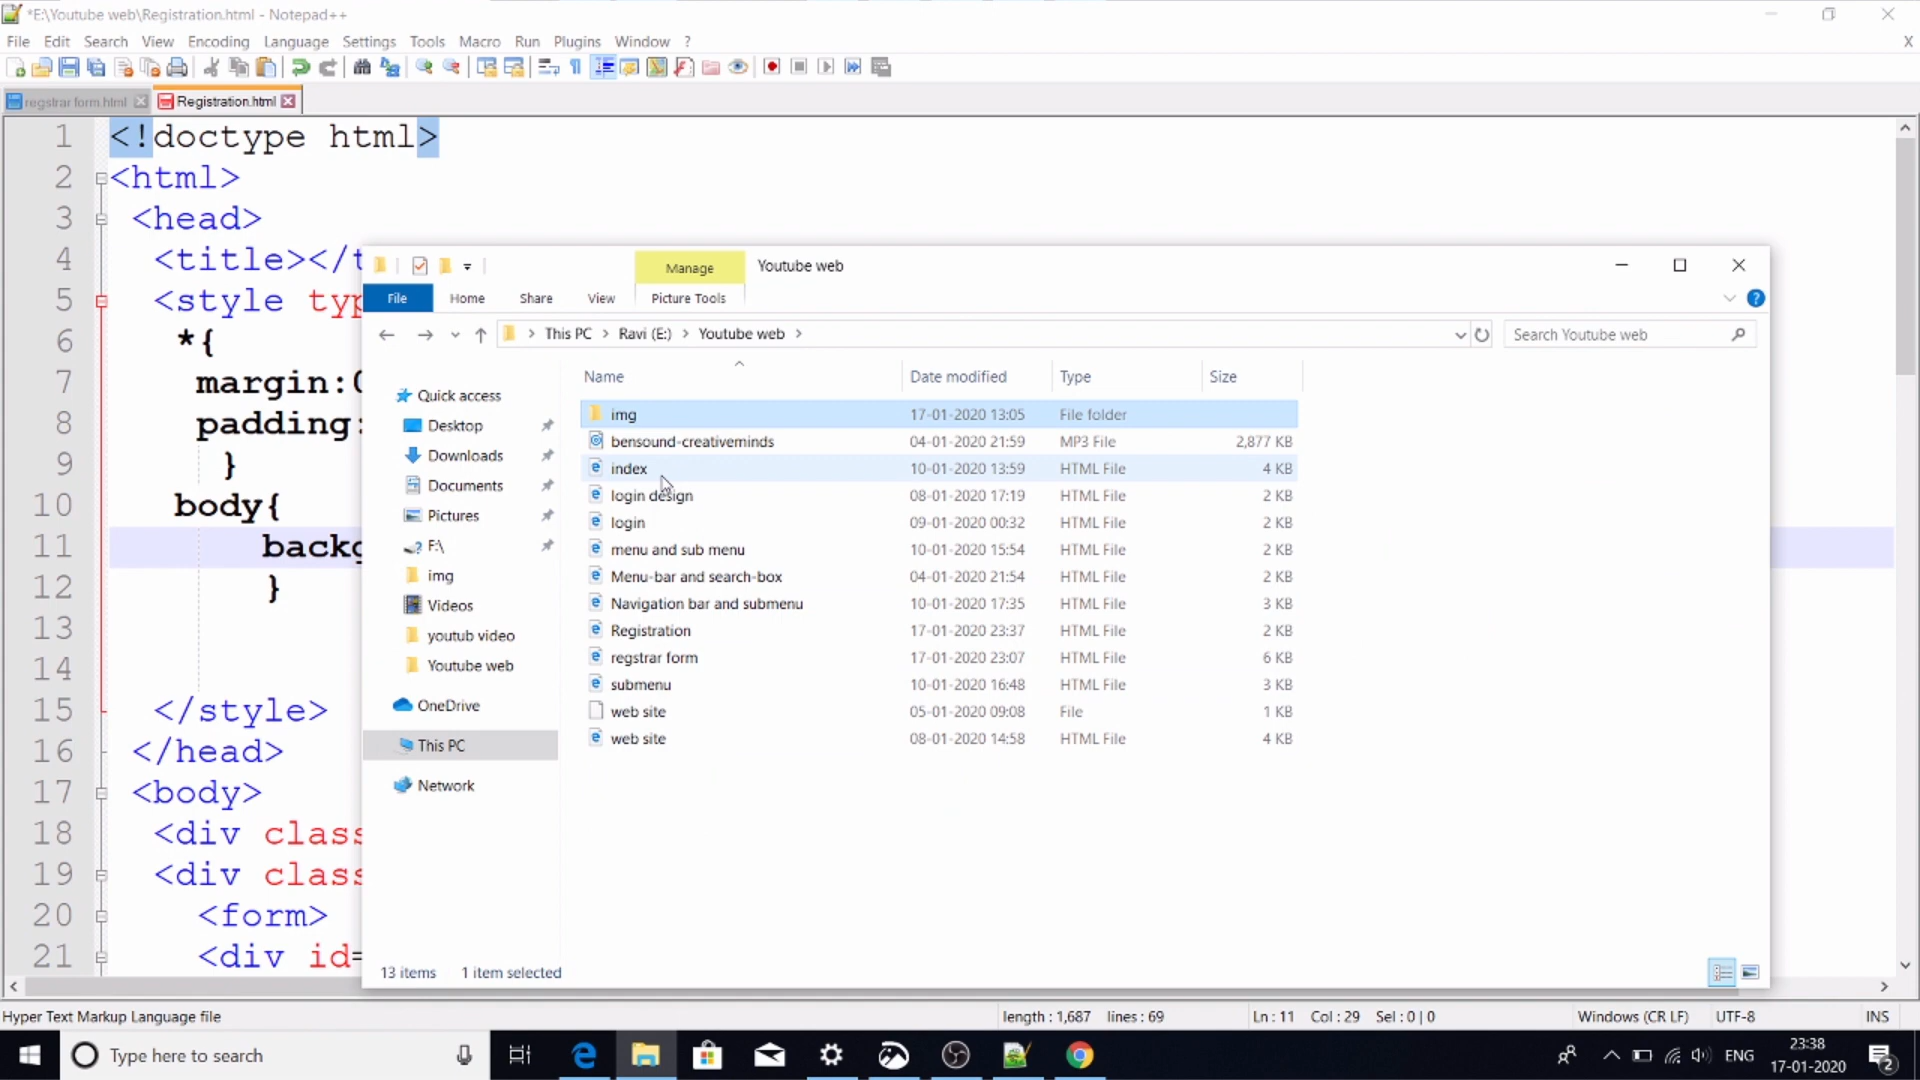 *E:\Youtube web\Registration.html - Notepad++
File Edit Search View Encoding Language Settings Tools Macro Run Plugins Window ? X
regstrar form.html Registration.html
1 <!doctype html>
2 <html>
3 <head>
4 <title></t
5 <style typ
6 *{
7 margin:0
8 padding:
9 }
10 body{
11 backg
12 }
13
14
15 </style>
16 </head>
17 <body>
18 <div class
19 <div class
20 <form>
21 <div id=
Manage Youtube web
File Home Share View Picture Tools
This PC > Ravi (E:) > Youtube web > Search Youtube web
Name Date modified Type Size
Quick access
Desktop
Downloads
Documents
Pictures
F:\
img
Videos
youtub video
Youtube web
OneDrive
This PC
Network
img 17-01-2020 13:05 File folder
bensound-creativeminds 04-01-2020 21:59 MP3 File 2,877 KB
index 10-01-2020 13:59 HTML File 4 KB
login design 08-01-2020 17:19 HTML File 2 KB
login 09-01-2020 00:32 HTML File 2 KB
menu and sub menu 10-01-2020 15:54 HTML File 2 KB
Menu-bar and search-box 04-01-2020 21:54 HTML File 2 KB
Navigation bar and submenu 10-01-2020 17:35 HTML File 3 KB
Registration 17-01-2020 23:37 HTML File 2 KB
regstrar form 17-01-2020 23:07 HTML File 6 KB
submenu 10-01-2020 16:48 HTML File 3 KB
web site 05-01-2020 09:08 File 1 KB
web site 08-01-2020 14:58 HTML File 4 KB
13 items 1 item selected
Hyper Text Markup Language file length : 1,687 lines : 69 Ln : 11 Col : 29 Sel : 0 | 0 Windows (CR LF) UTF-8 INS
Type here to search ENG 23:38
17-01-2020 2